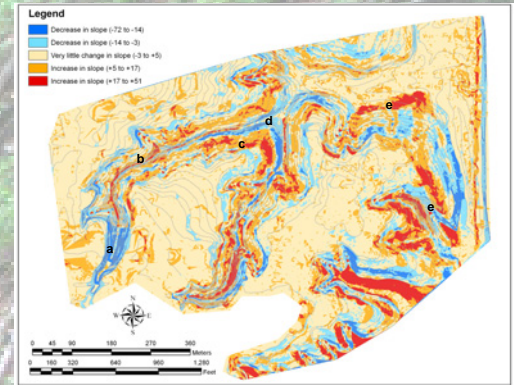 Legend
Decrease in slope (-72 to -14)
Decrease in slope (-14 to -3)
Very little change in slope (-3 to +5)
Increase in slope (+5 to +17)
Increase in slope (+17 to +51
e
d
c
b
e
a
N
W E
S
0 45 90 180 270 360
Meters
0 160 320 640 960 1,280
Feet